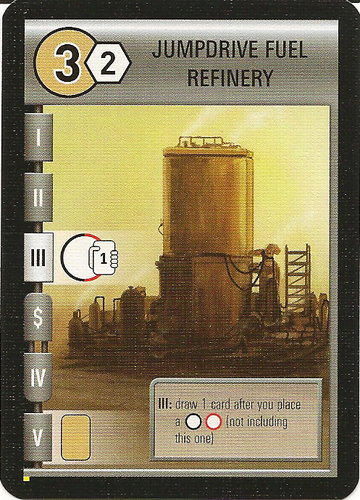 3 2 JUMPDRIVE FUEL
REFINERY
I
II
III 1
$
IV
V
III: draw 1 card after you place
a (not including
this one)